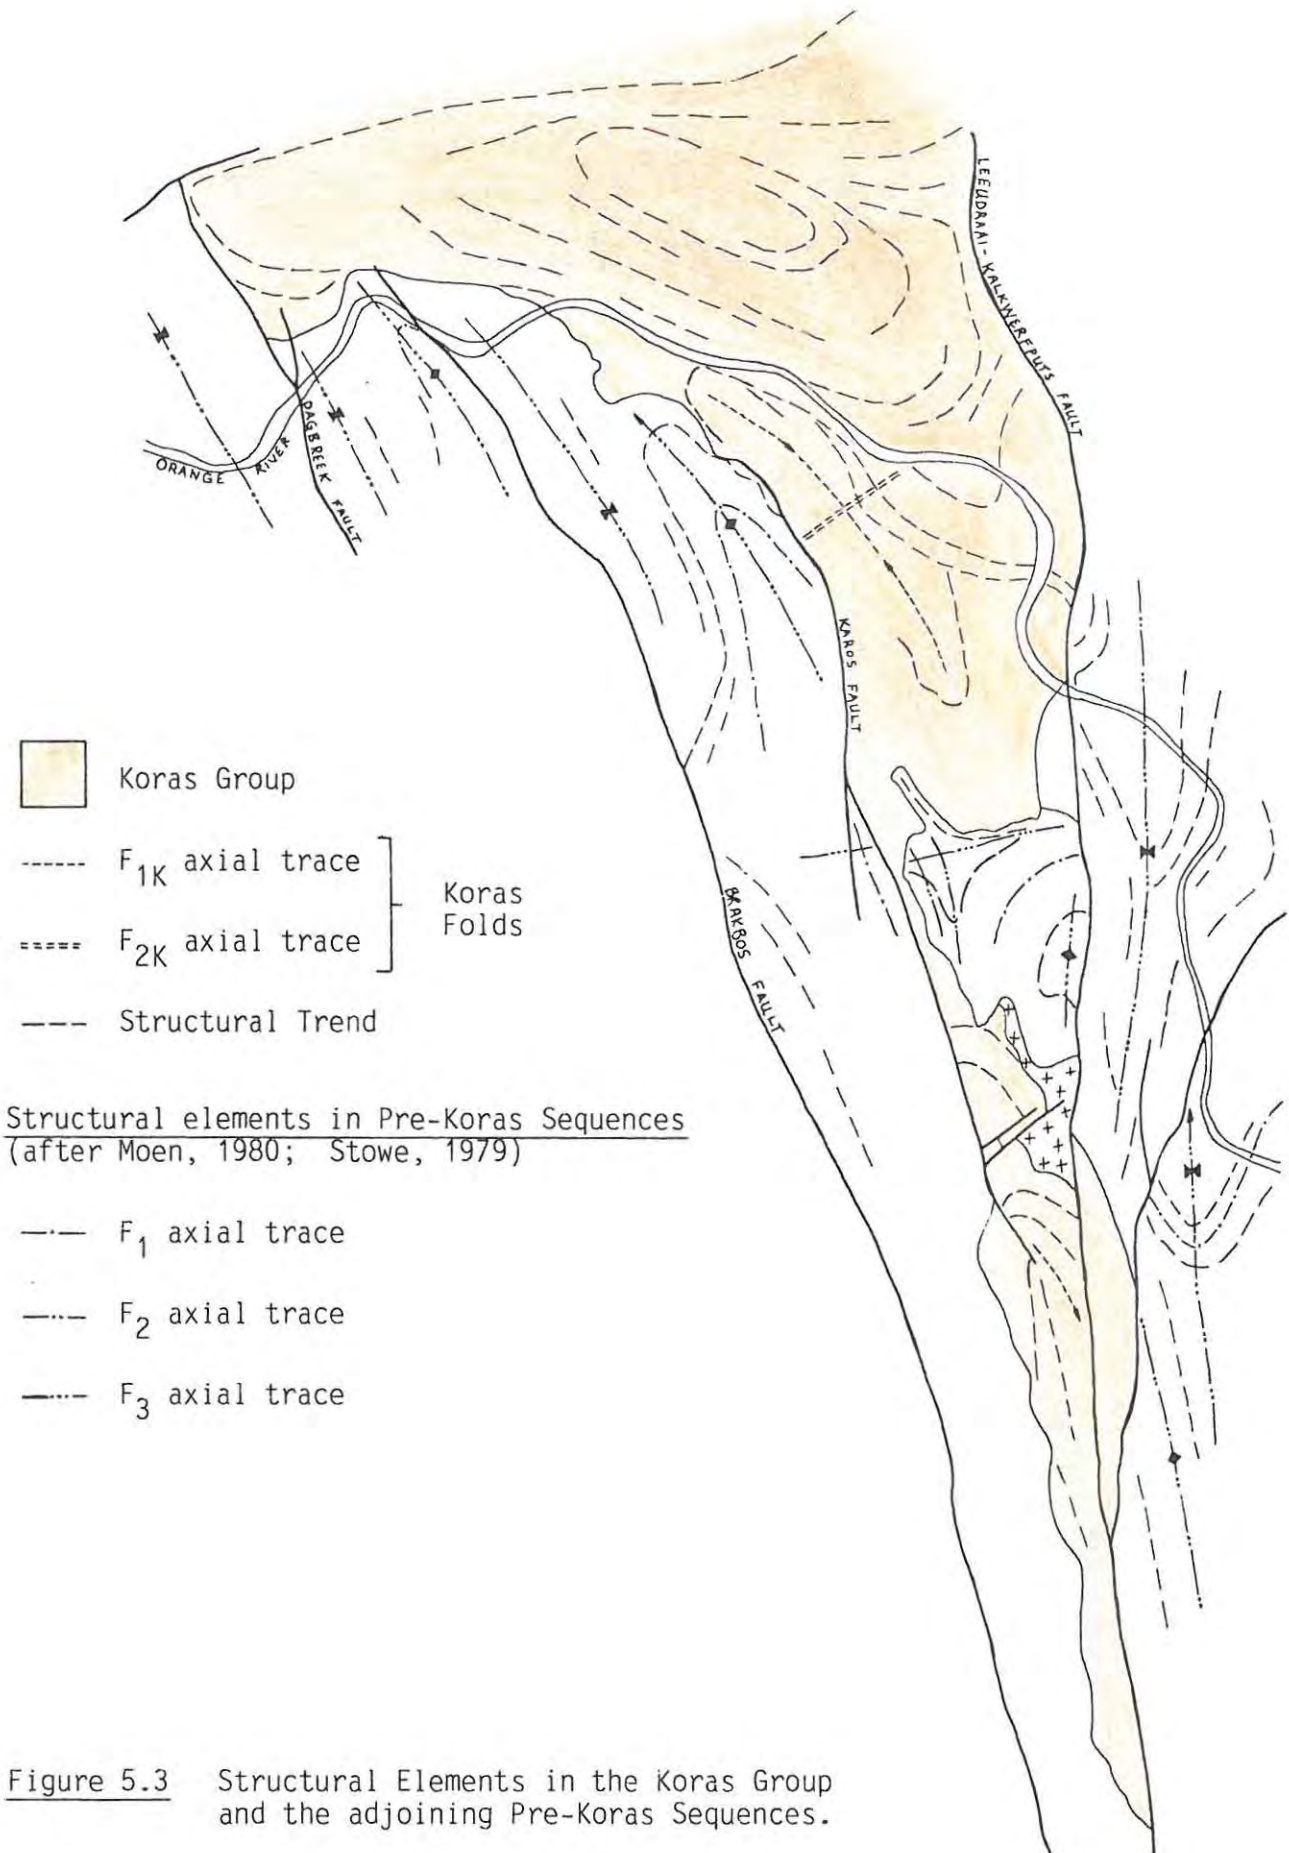 LEEUDRAAI - KALKWERFPUTS FAULT
ORANGE RIVER
DAGBREEK FAULT
KAROS FAULT
BRAKBOS FAULT
Koras Group
F1K axial trace
F2K axial trace
Koras
Folds
Structural Trend
Structural elements in Pre-Koras Sequences
(after Moen, 1980; Stowe, 1979)
F1 axial trace
F2 axial trace
F3 axial trace
Figure 5.3 Structural Elements in the Koras Group
and the adjoining Pre-Koras Sequences.